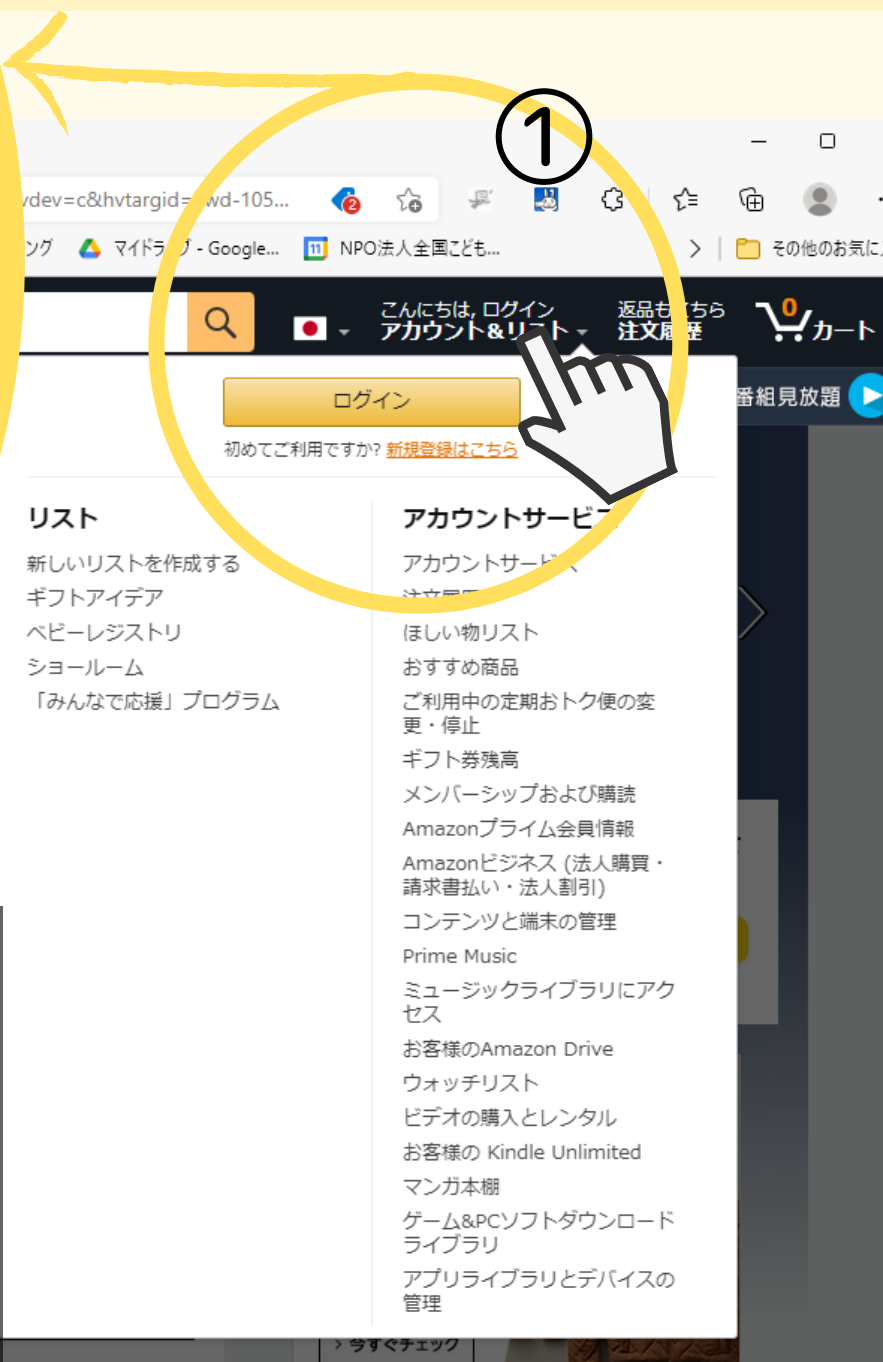 ①
vdev=c&hvtargid=
wd-105...
2
ング
マイドライブ - Google...
11
NPO法人全国こども...
その他のお気に
こんにちは, ログイン
アカウント&リスト
返品もこちら
注文履歴
0
カート
番組見放題
ログイン
初めてご利用ですか? 新規登録はこちら
リスト
新しいリストを作成する
ギフトアイデア
ベビーレジストリ
ショールーム
「みんなで応援」プログラム
アカウントサービス
アカウントサービス
注文履歴
ほしい物リスト
おすすめ商品
ご利用中の定期おトク便の変
更・停止
ギフト券残高
メンバーシップおよび購読
Amazonプライム会員情報
Amazonビジネス (法人購買・
請求書払い・法人割引)
コンテンツと端末の管理
Prime Music
ミュージックライブラリにアク
セス
お客様のAmazon Drive
ウォッチリスト
ビデオの購入とレンタル
お客様の Kindle Unlimited
マンガ本棚
ゲーム&PCソフトダウンロード
ライブラリ
アプリライブラリとデバイスの
管理
› 今すぐチェック